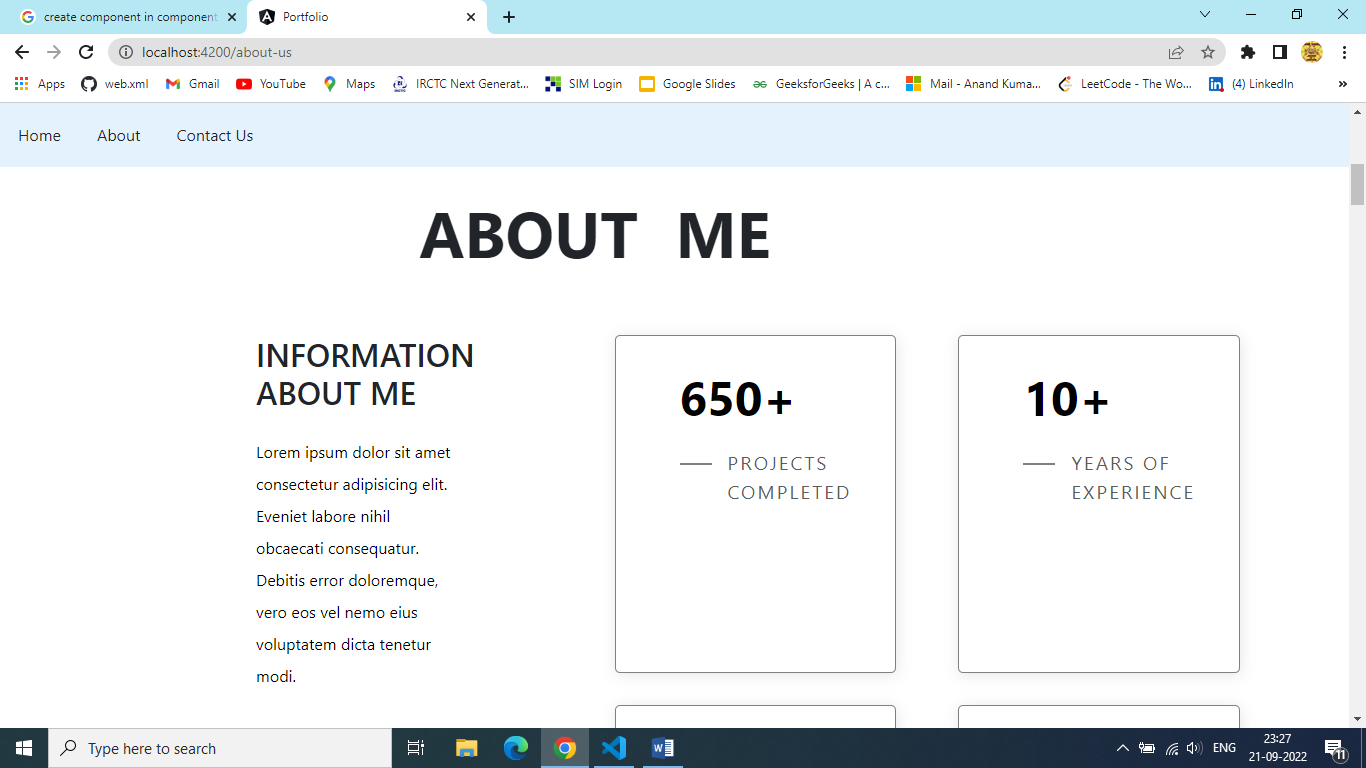 create component in component
Portfolio
localhost:4200/about-us
Apps web.xml Gmail YouTube Maps IRCTC Next Generat... SIM Login Google Slides GeeksforGeeks | A c... Mail - Anand Kuma... LeetCode - The Wo... (4) LinkedIn »
Home About Contact Us
ABOUT ME
INFORMATION
ABOUT ME
Lorem ipsum dolor sit amet
consectetur adipisicing elit.
Eveniet labore nihil
obcaecati consequatur.
Debitis error doloremque,
vero eos vel nemo eius
voluptatem dicta tenetur
modi.
650+
PROJECTS
COMPLETED
10+
YEARS OF
EXPERIENCE
Type here to search
ENG
23:27
21-09-2022
11